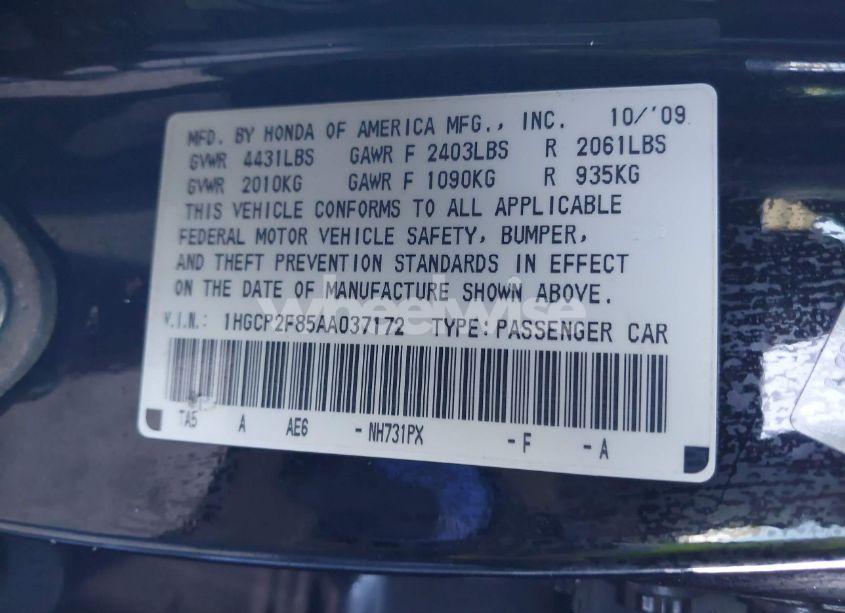 MFD. BY HONDA OF AMERICA MFG., INC. 10/'09
GVWR 4431LBS GAWR F 2403LBS R 2061LBS
GVWR 2010KG GAWR F 1090KG R 935KG
THIS VEHICLE CONFORMS TO ALL APPLICABLE
FEDERAL MOTOR VEHICLE SAFETY, BUMPER,
AND THEFT PREVENTION STANDARDS IN EFFECT
ON THE DATE OF MANUFACTURE SHOWN ABOVE.
wheelwise
V.I.N.: 1HGCP2F85AA037172 TYPE: PASSENGER CAR
TA5 A AE6 - NH731PX - F - A